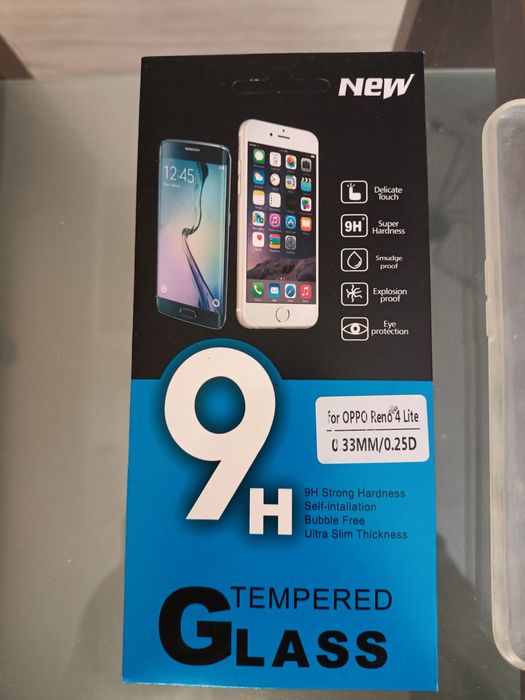 New
12:45
Delicate
Touch
9H+
Super
Hardness
Smudge
proof
Explosion
proof
Eye
protection
9H
for OPPO Reno 4 Lite
0.33MM/0.25D
9H Strong Hardness
Self-intallation
Bubble Free
Ultra Slim Thickness
TEMPERED
GLASS